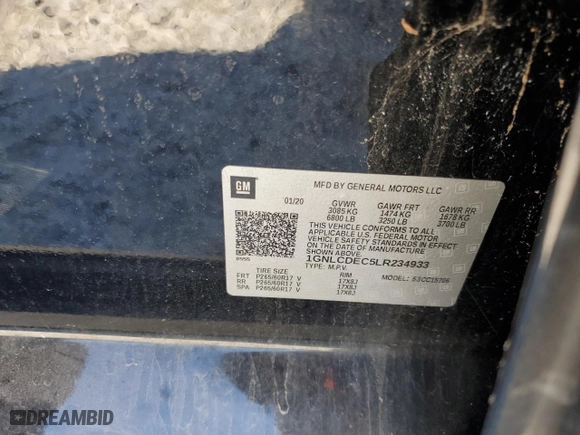 GM
MFD BY GENERAL MOTORS LLC
01/20 GVWR GAWR FRT GAWR RR
3085 KG 1474 KG 1678 KG
6800 LB 3250 LB 3700 LB
THIS VEHICLE CONFORMS TO ALL
APPLICABLE U.S. FEDERAL MOTOR
VEHICLE SAFETY STANDARDS IN
EFFECT ON THE DATE OF MANUFACTURE
SHOWN ABOVE.
1GNLCDEC5LR234933
TYPE: M.P.V. MODEL: 53CC15706
TIRE SIZE RIM
FRT P265/60R17 V 17X8J
RR P265/60R17 V 17X8J
SPA P265/60R17 V 17X8J
DREAMBID